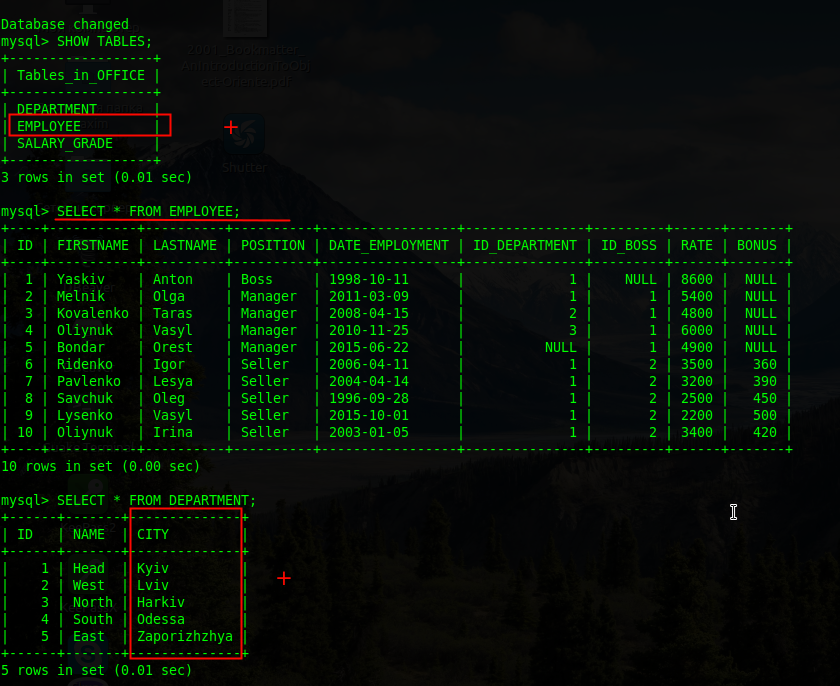 Database changed
mysql> SHOW TABLES;
+-------------------+
| Tables_in_OFFICE |
+-------------------+
| DEPARTMENT |
| EMPLOYEE |
| SALARY_GRADE |
+-------------------+
3 rows in set (0.01 sec)
Shutter
mysql> SELECT * FROM EMPLOYEE;
+----+-----------+----------+----------+-----------------+---------------+---------+------+-------+
| ID | FIRSTNAME | LASTNAME | POSITION | DATE_EMPLOYMENT | ID_DEPARTMENT | ID_BOSS | RATE | BONUS |
+----+-----------+----------+----------+-----------------+---------------+---------+------+-------+
| 1 | Yaskiv | Anton | Boss | 1998-10-11 | 1 | NULL | 8600 | NULL |
| 2 | Melnik | Olga | Manager | 2011-03-09 | 1 | 1 | 5400 | NULL |
| 3 | Kovalenko | Taras | Manager | 2008-04-15 | 2 | 1 | 4800 | NULL |
| 4 | Oliynuk | Vasyl | Manager | 2010-11-25 | 3 | 1 | 6000 | NULL |
| 5 | Bondar | Orest | Manager | 2015-06-22 | NULL | 1 | 4900 | NULL |
| 6 | Ridenko | Igor | Seller | 2006-04-11 | 1 | 2 | 3500 | 360 |
| 7 | Pavlenko | Lesya | Seller | 2004-04-14 | 1 | 2 | 3200 | 390 |
| 8 | Savchuk | Oleg | Seller | 1996-09-28 | 1 | 2 | 2500 | 450 |
| 9 | Lysenko | Vasyl | Seller | 2015-10-01 | 1 | 2 | 2200 | 500 |
| 10 | Oliynuk | Irina | Seller | 2003-01-05 | 1 | 2 | 3400 | 420 |
+----+-----------+----------+----------+-----------------+---------------+---------+------+-------+
10 rows in set (0.00 sec)
mysql> SELECT * FROM DEPARTMENT;
+------+-------+--------------+
| ID | NAME | CITY |
+------+-------+--------------+
| 1 | Head | Kyiv |
| 2 | West | Lviv |
| 3 | North | Harkiv |
| 4 | South | Odessa |
| 5 | East | Zaporizhzhya |
+------+-------+--------------+
5 rows in set (0.01 sec)